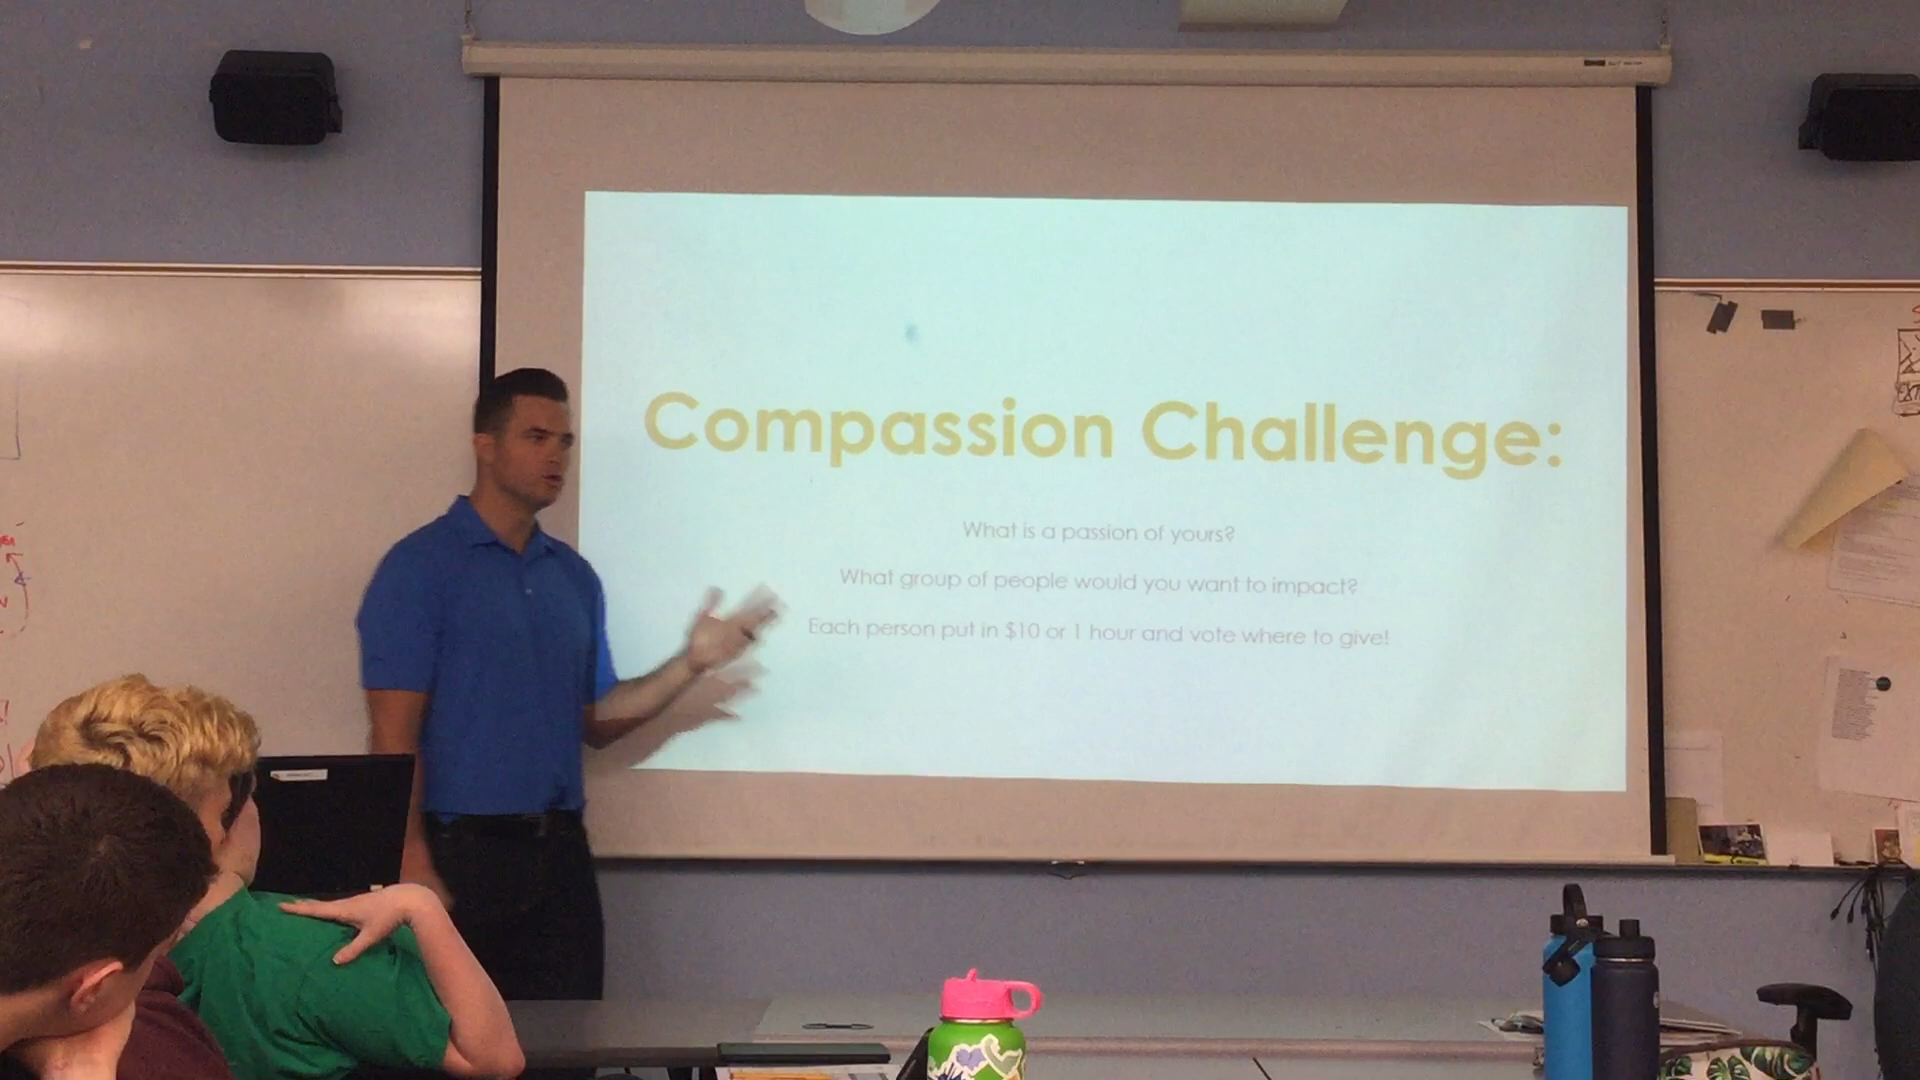 Compassion Challenge:
What is a passion of yours?
What group of people would you want to impact?
Each person put in $10 or 1 hour and vote where to give!